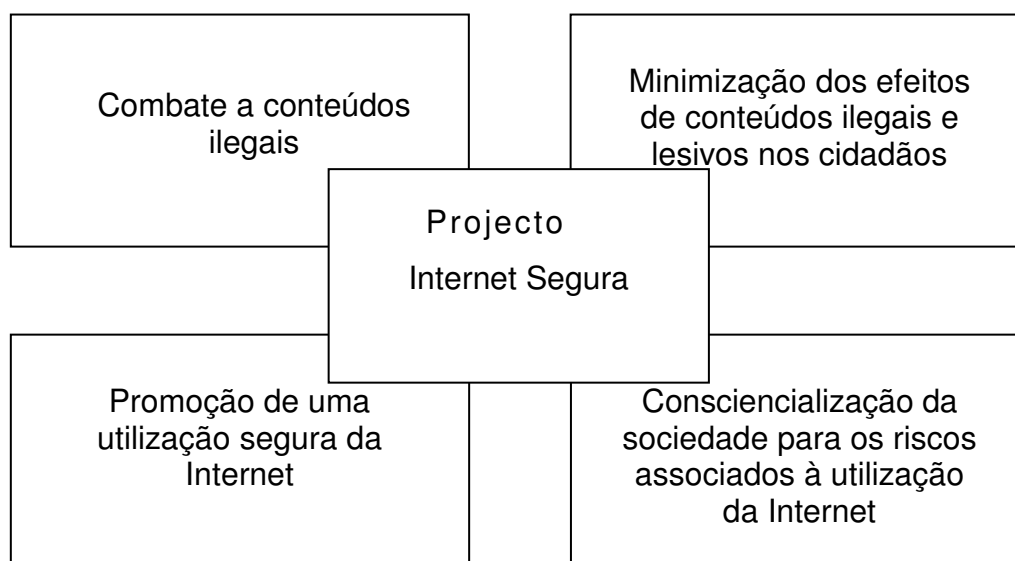 Combate a conteúdos
ilegais
Minimização dos efeitos
de conteúdos ilegais e
lesivos nos cidadãos
Projecto
Internet Segura
Promoção de uma
utilização segura da
Internet
Consciencialização da
sociedade para os riscos
associados à utilização
da Internet